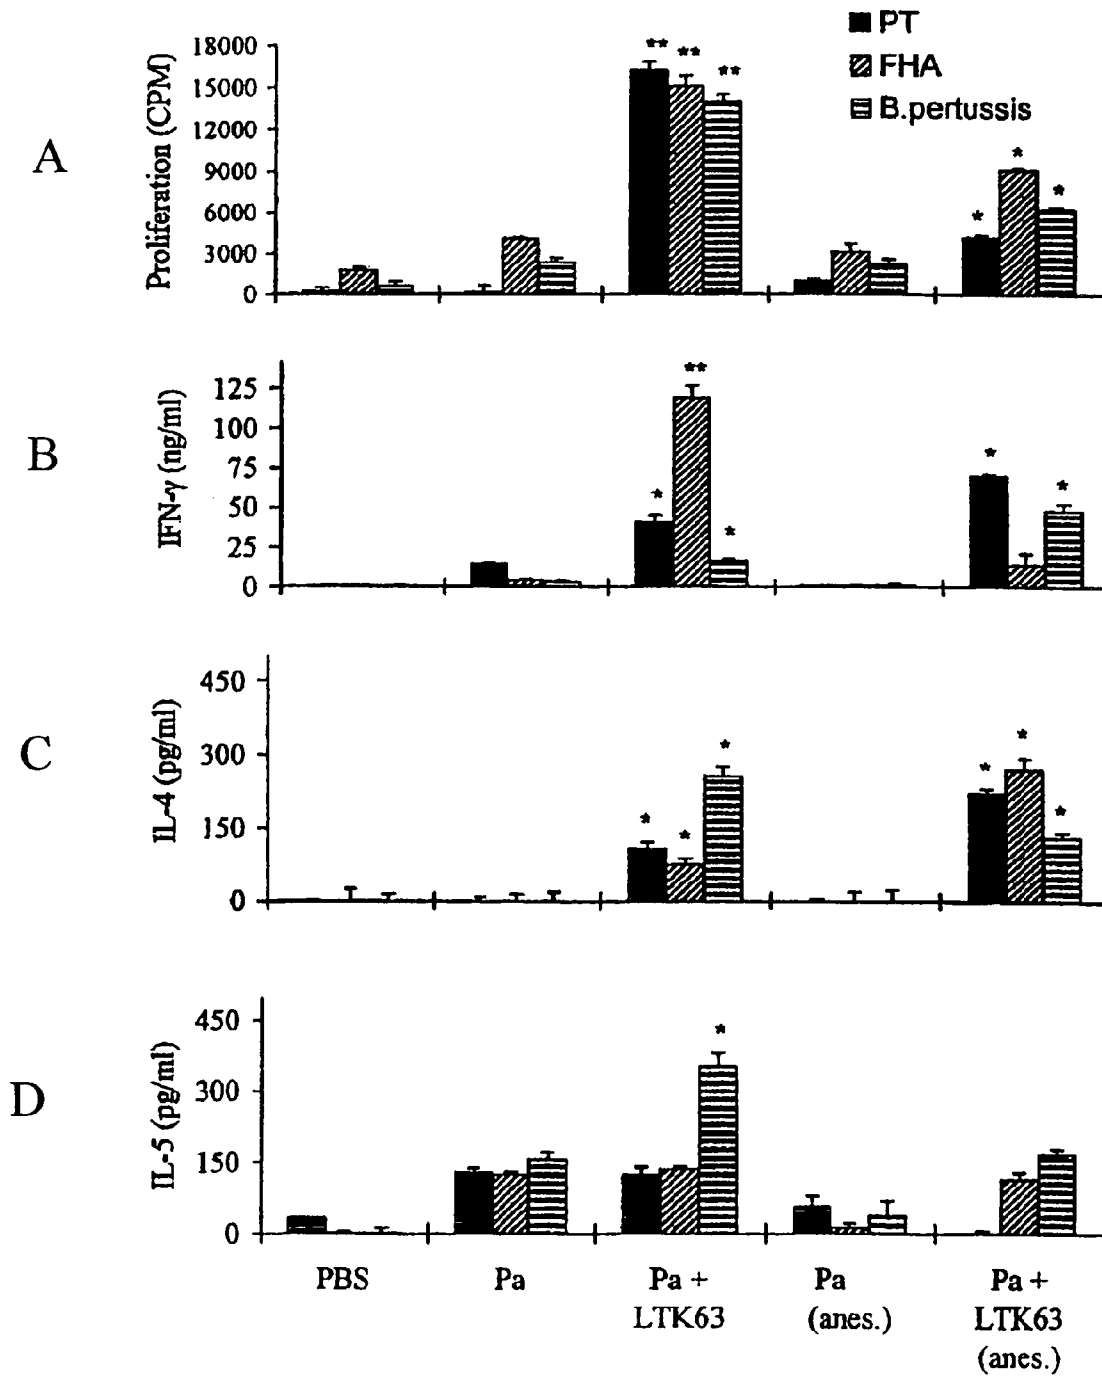 PT
FHA
B.pertussis
A
Proliferation (CPM)
18000
15000
12000
9000
6000
3000
0
** ** **
* * *
B
IFN-γ (ng/ml)
125
100
75
50
25
0
* ** *
* *
C
IL-4 (pg/ml)
450
300
150
0
* * *
* * *
D
IL-5 (pg/ml)
450
300
150
0
*
PBS
Pa
Pa +
LTK63
Pa
(anes.)
Pa +
LTK63
(anes.)